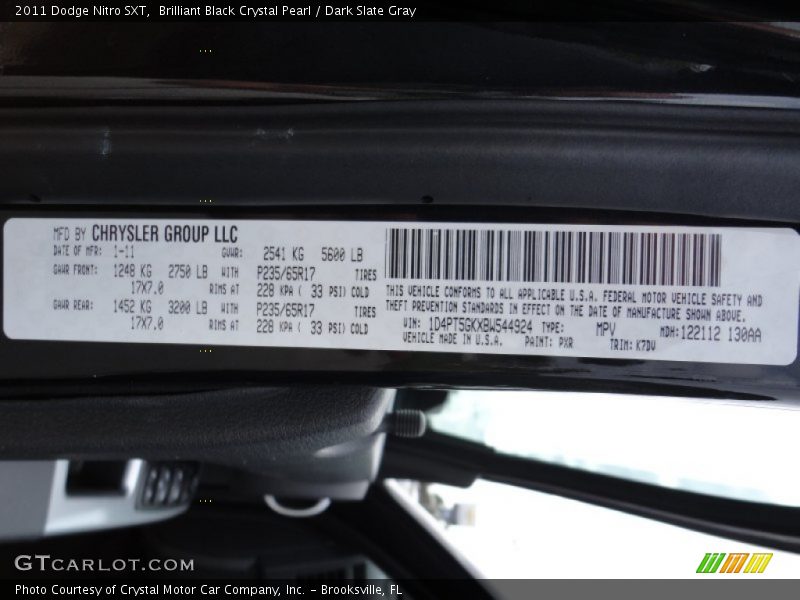 2011 Dodge Nitro SXT,  Brilliant Black Crystal Pearl / Dark Slate Gray
MFD BY CHRYSLER GROUP LLC
DATE OF MFR: 1-11 GVWR: 2541 KG 5600 LB
GAWR FRONT: 1248 KG 2750 LB WITH P235/65R17 TIRES
17X7.0 RIMS AT 228 KPA ( 33 PSI) COLD
GAWR REAR: 1452 KG 3200 LB WITH P235/65R17 TIRES
17X7.0 RIMS AT 228 KPA ( 33 PSI) COLD
THIS VEHICLE CONFORMS TO ALL APPLICABLE U.S.A. FEDERAL MOTOR VEHICLE SAFETY AND
THEFT PREVENTION STANDARDS IN EFFECT ON THE DATE OF MANUFACTURE SHOWN ABOVE.
VIN: 1D4PT5GKXBW544924 TYPE: MPV MDH:122112 130AA
VEHICLE MADE IN U.S.A. PAINT: PXR TRIM: K7DV
GTCARLOT.COM
Photo Courtesy of Crystal Motor Car Company, Inc. – Brooksville, FL